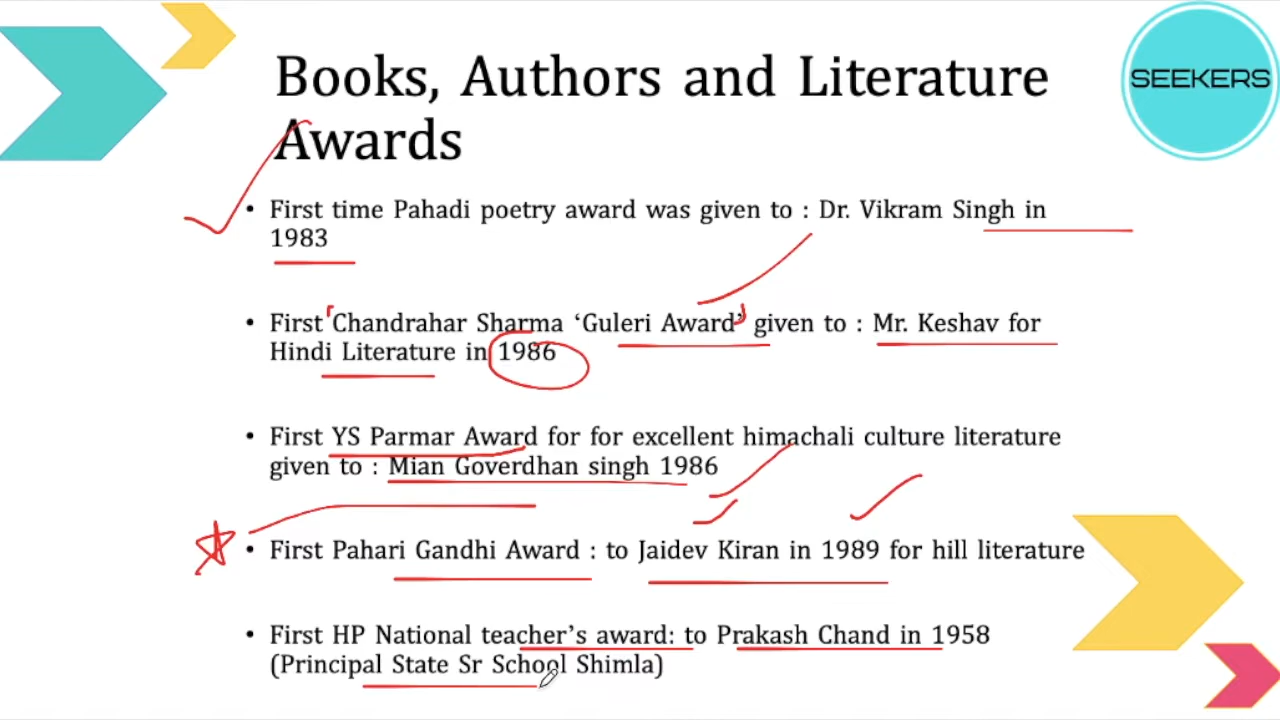 Books, Authors and Literature
Awards
SEEKERS
• First time Pahadi poetry award was given to : Dr. Vikram Singh in
1983
• First Chandrahar Sharma ‘Guleri Award’ given to : Mr. Keshav for
Hindi Literature in 1986
• First YS Parmar Award for for excellent himachali culture literature
given to : Mian Goverdhan singh 1986
• First Pahari Gandhi Award : to Jaidev Kiran in 1989 for hill literature
• First HP National teacher’s award: to Prakash Chand in 1958
(Principal State Sr School Shimla)